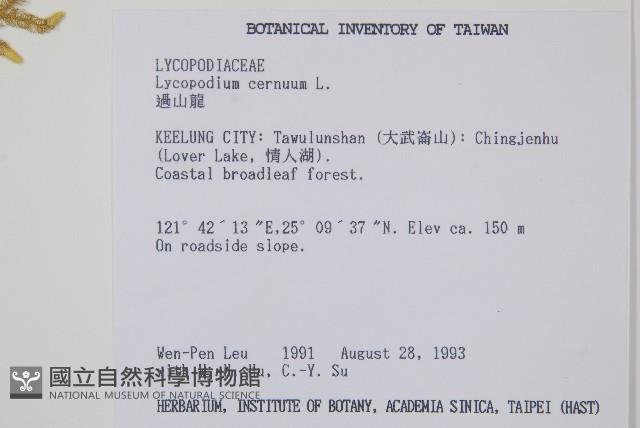 BOTANICAL INVENTORY OF TAIWAN
LYCOPODIACEAE
Lycopodium cernuum L.
過山龍
KEELUNG CITY: Tawulunshan (大武崙山): Chingjenhu
(Lover Lake, 情人湖).
Coastal broadleaf forest.
121° 42´ 13 ″E,25° 09´ 37 ″N. Elev ca. 150 m
On roadside slope.
Wen-Pen Leu 1991 August 28, 1993
with C.-Y. Su
國立自然科學博物館
NATIONAL MUSEUM OF NATURAL SCIENCE
HERBARIUM, INSTITUTE OF BOTANY, ACADEMIA SINICA, TAIPEI (HAST)